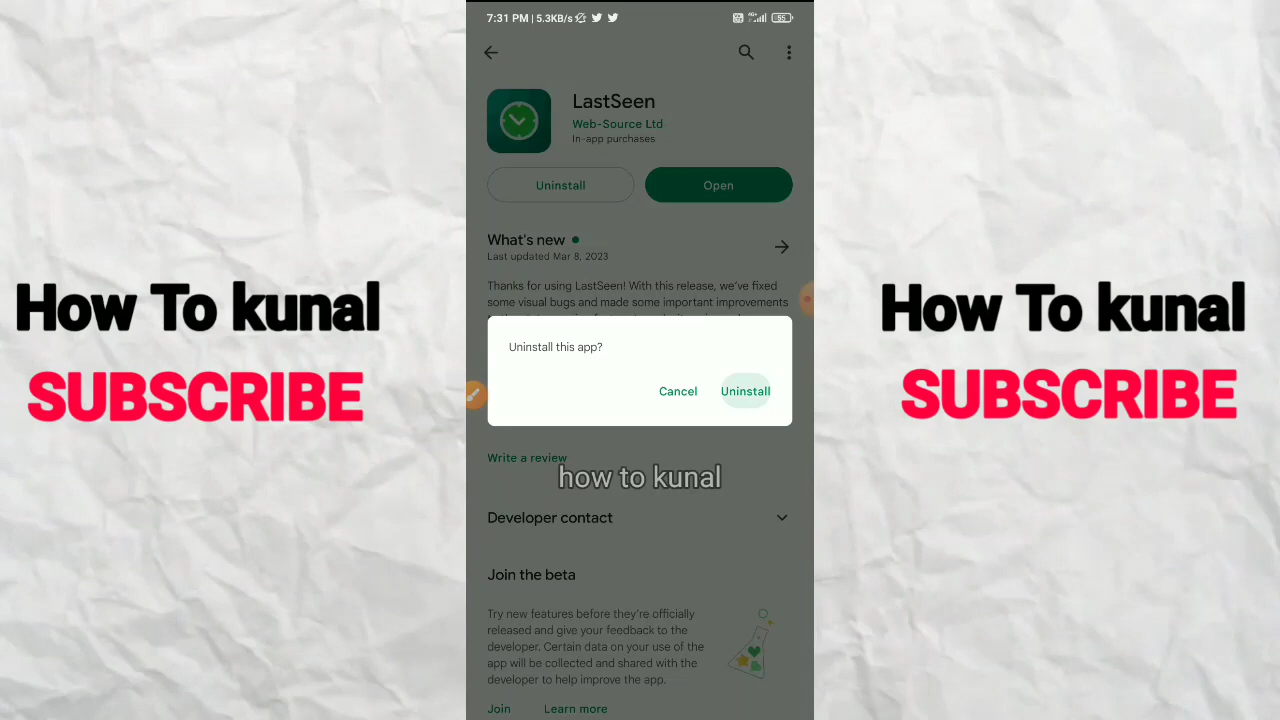 7:31 PM | 5.3KB/s
4G+
55
LastSeen
Web-Source Ltd
In-app purchases
Uninstall
Open
What's new
Last updated Mar 8, 2023
Thanks for using LastSeen! With this release, we've fixed
some visual bugs and made some important improvements
How To kunal
SUBSCRIBE
How To kunal
SUBSCRIBE
Uninstall this app?
Cancel
Uninstall
Write a review
how to kunal
Developer contact
Join the beta
Try new features before they're officially
released and give your feedback to the
developer. Certain data on your use of the
app will be collected and shared with the
developer to help improve the app.
Join
Learn more